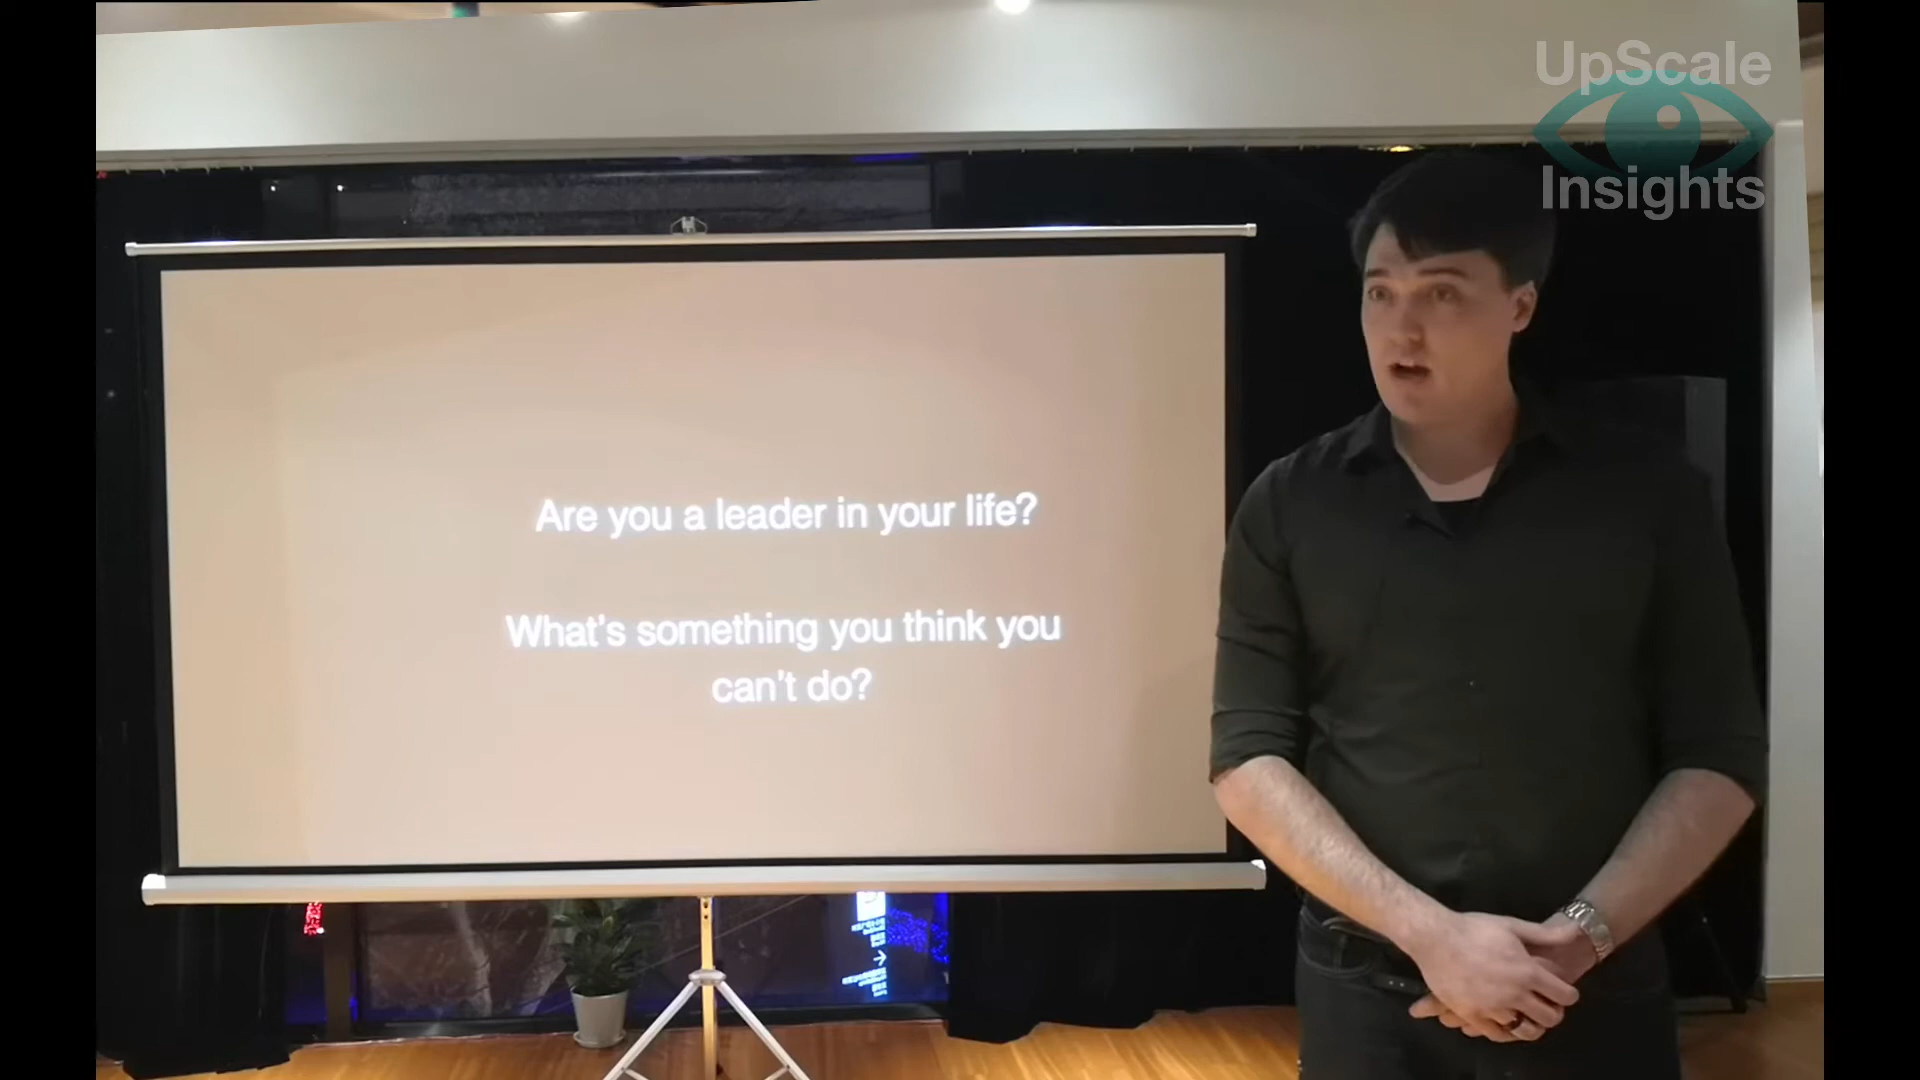 UpScale
Insights
Are you a leader in your life?
What's something you think you
can't do?